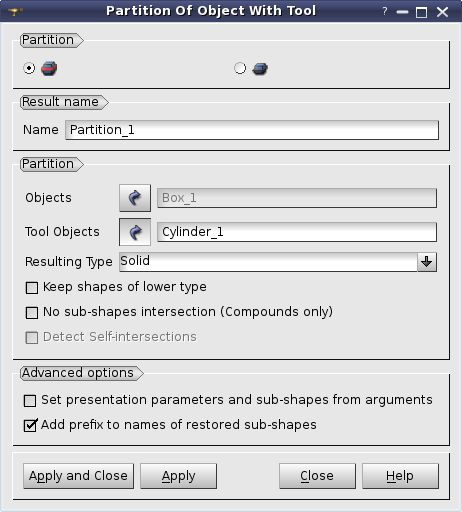 Partition Of Object With Tool ?
Partition
Result name
Name Partition_1
Partition
Objects Box_1
Tool Objects Cylinder_1
Resulting Type Solid
Keep shapes of lower type
No sub-shapes intersection (Compounds only)
Detect Self-intersections
Advanced options
Set presentation parameters and sub-shapes from arguments
Add prefix to names of restored sub-shapes
Apply and Close Apply Close Help